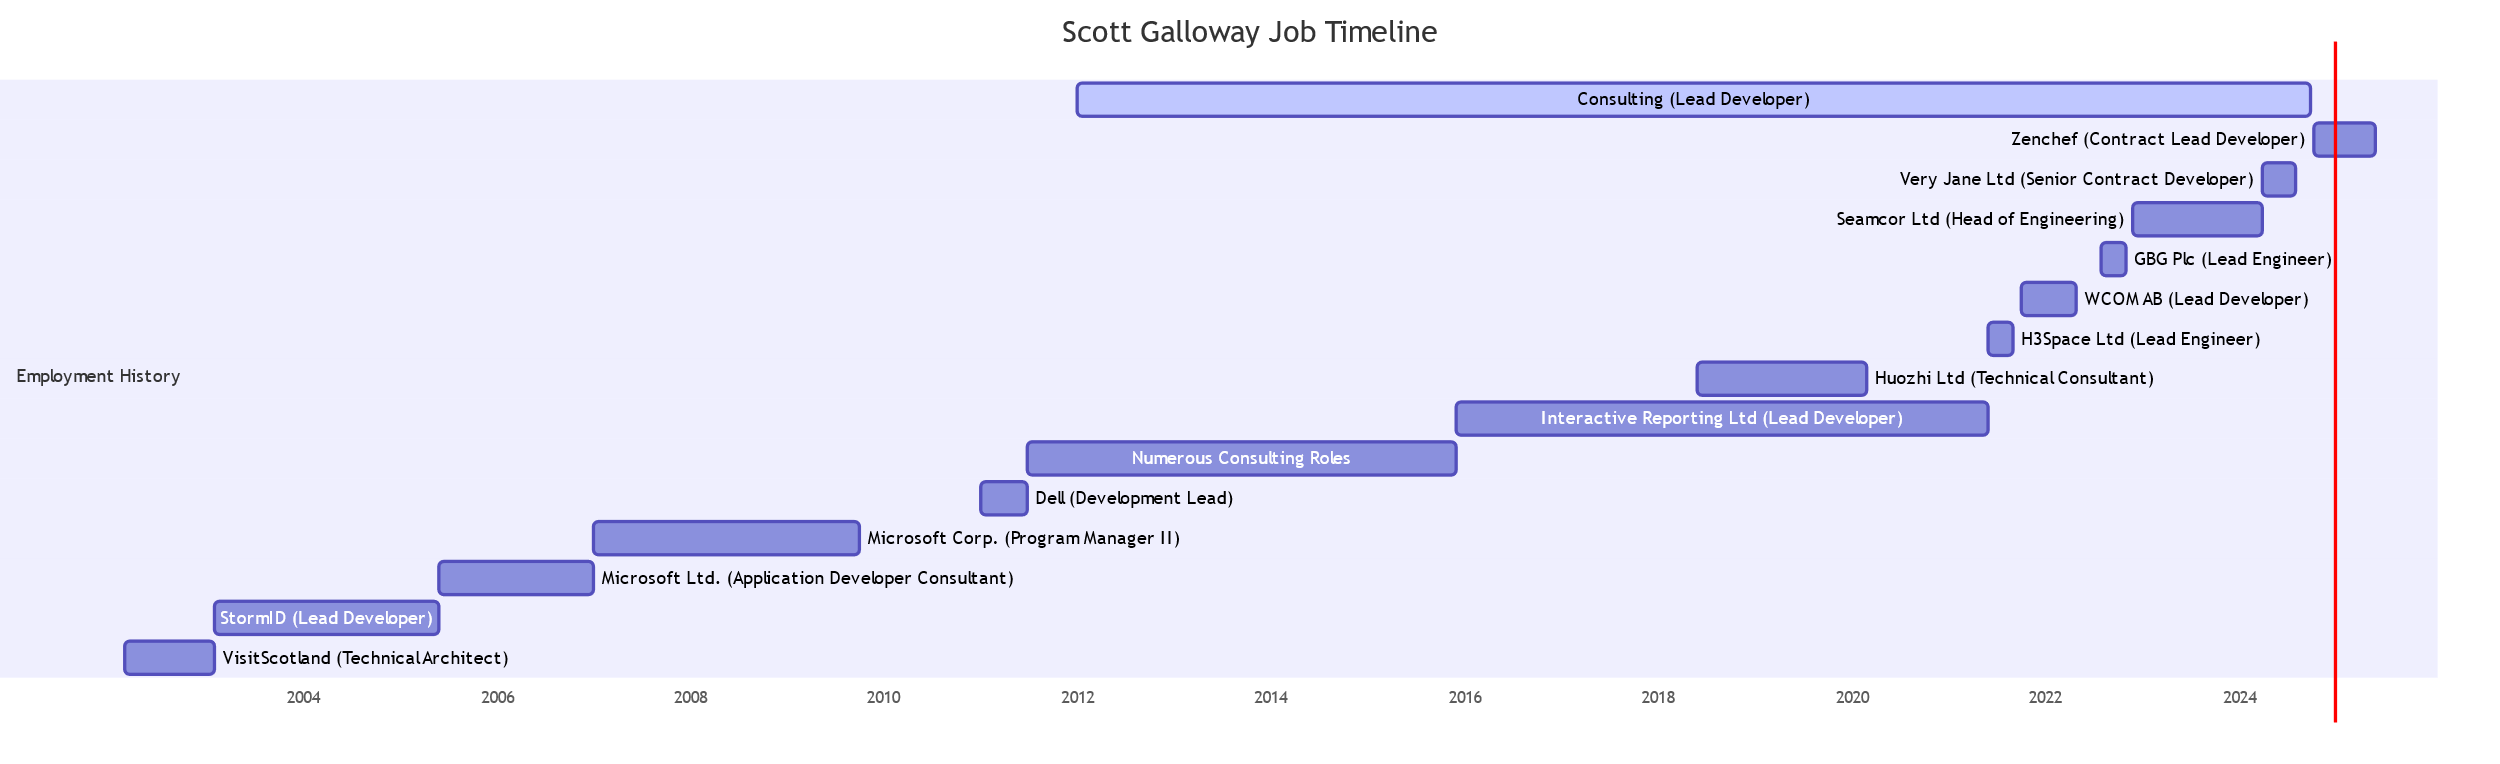 Scott Galloway Job Timeline
Consulting (Lead Developer)
Zenchef (Contract Lead Developer)
Very Jane Ltd (Senior Contract Developer)
Seamcor Ltd (Head of Engineering)
GBG Plc (Lead Engineer)
WCOM AB (Lead Developer)
H3Space Ltd (Lead Engineer)
Employment History
Huozhi Ltd (Technical Consultant)
Interactive Reporting Ltd (Lead Developer)
Numerous Consulting Roles
Dell (Development Lead)
Microsoft Corp. (Program Manager II)
Microsoft Ltd. (Application Developer Consultant)
StormID (Lead Developer)
VisitScotland (Technical Architect)
2004 2006 2008 2010 2012 2014 2016 2018 2020 2022 2024